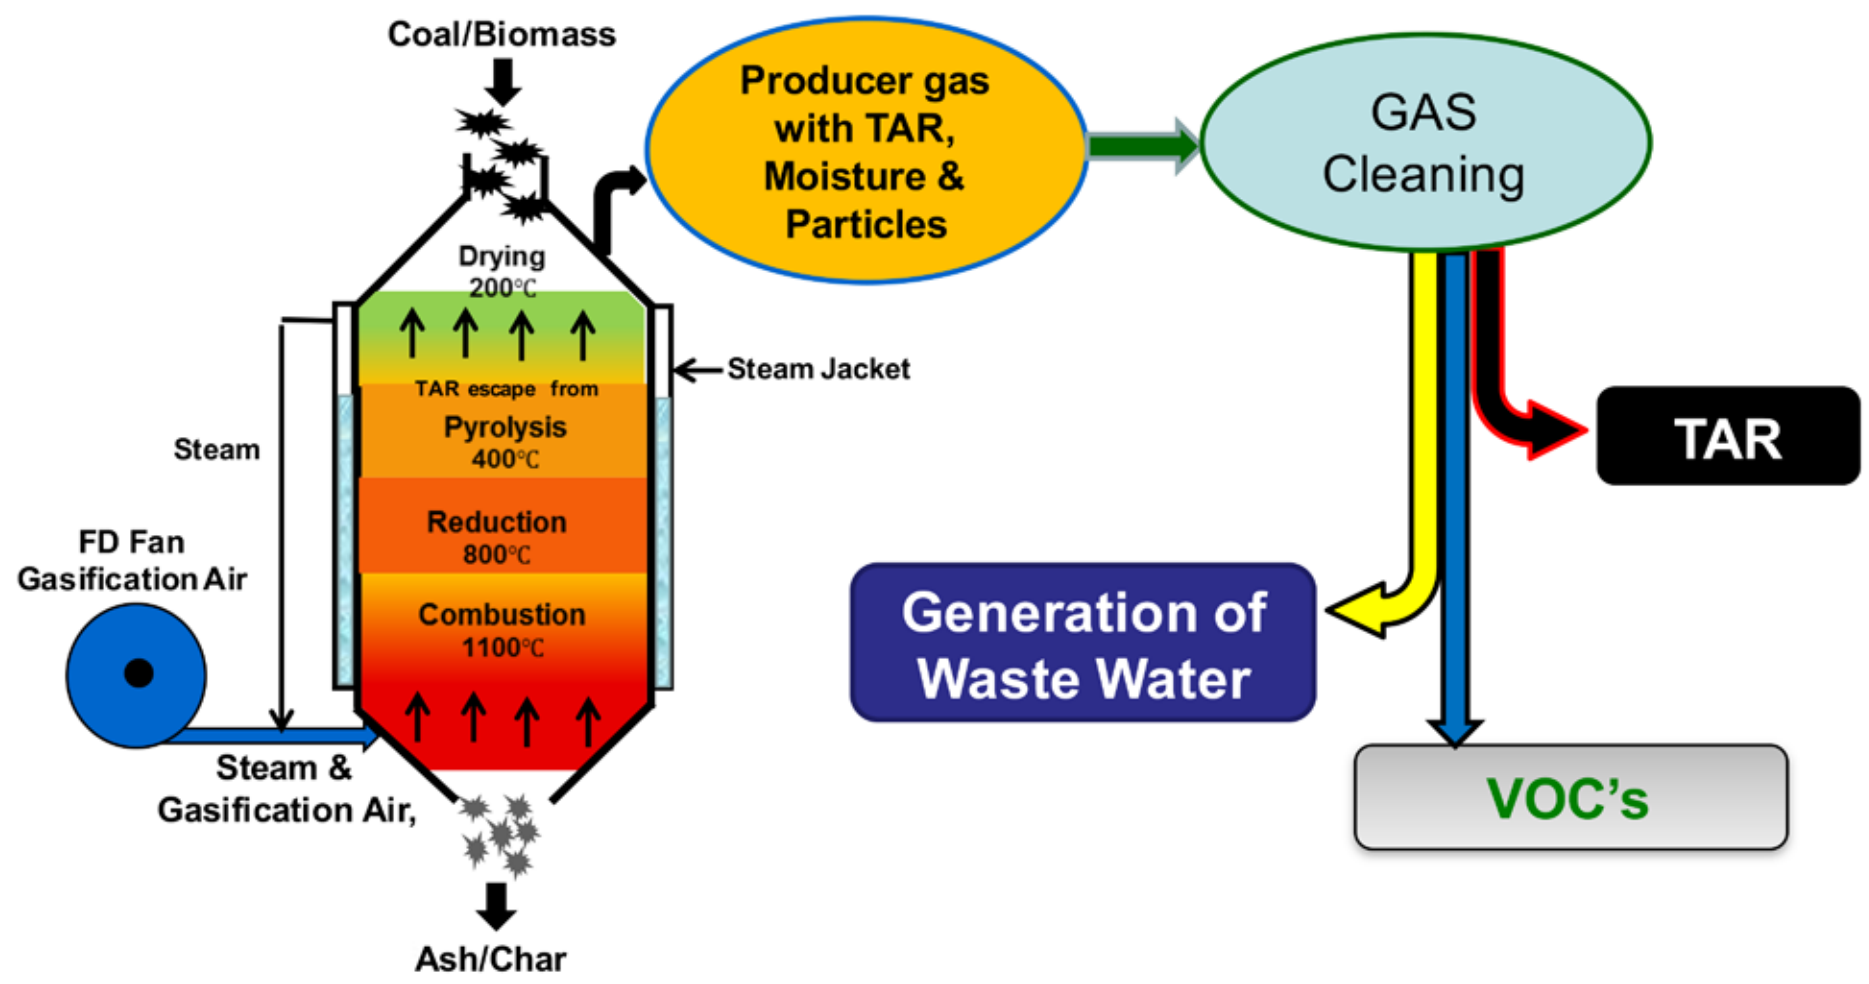 Coal/Biomass
Producer gas
with TAR,
Moisture &
Particles
GAS
Cleaning
Drying
200℃
TAR escape from
Pyrolysis
400℃
Reduction
800℃
Combustion
1100℃
Steam Jacket
Steam
FD Fan
Gasification Air
Steam &
Gasification Air,
Ash/Char
TAR
Generation of
Waste Water
VOC’s